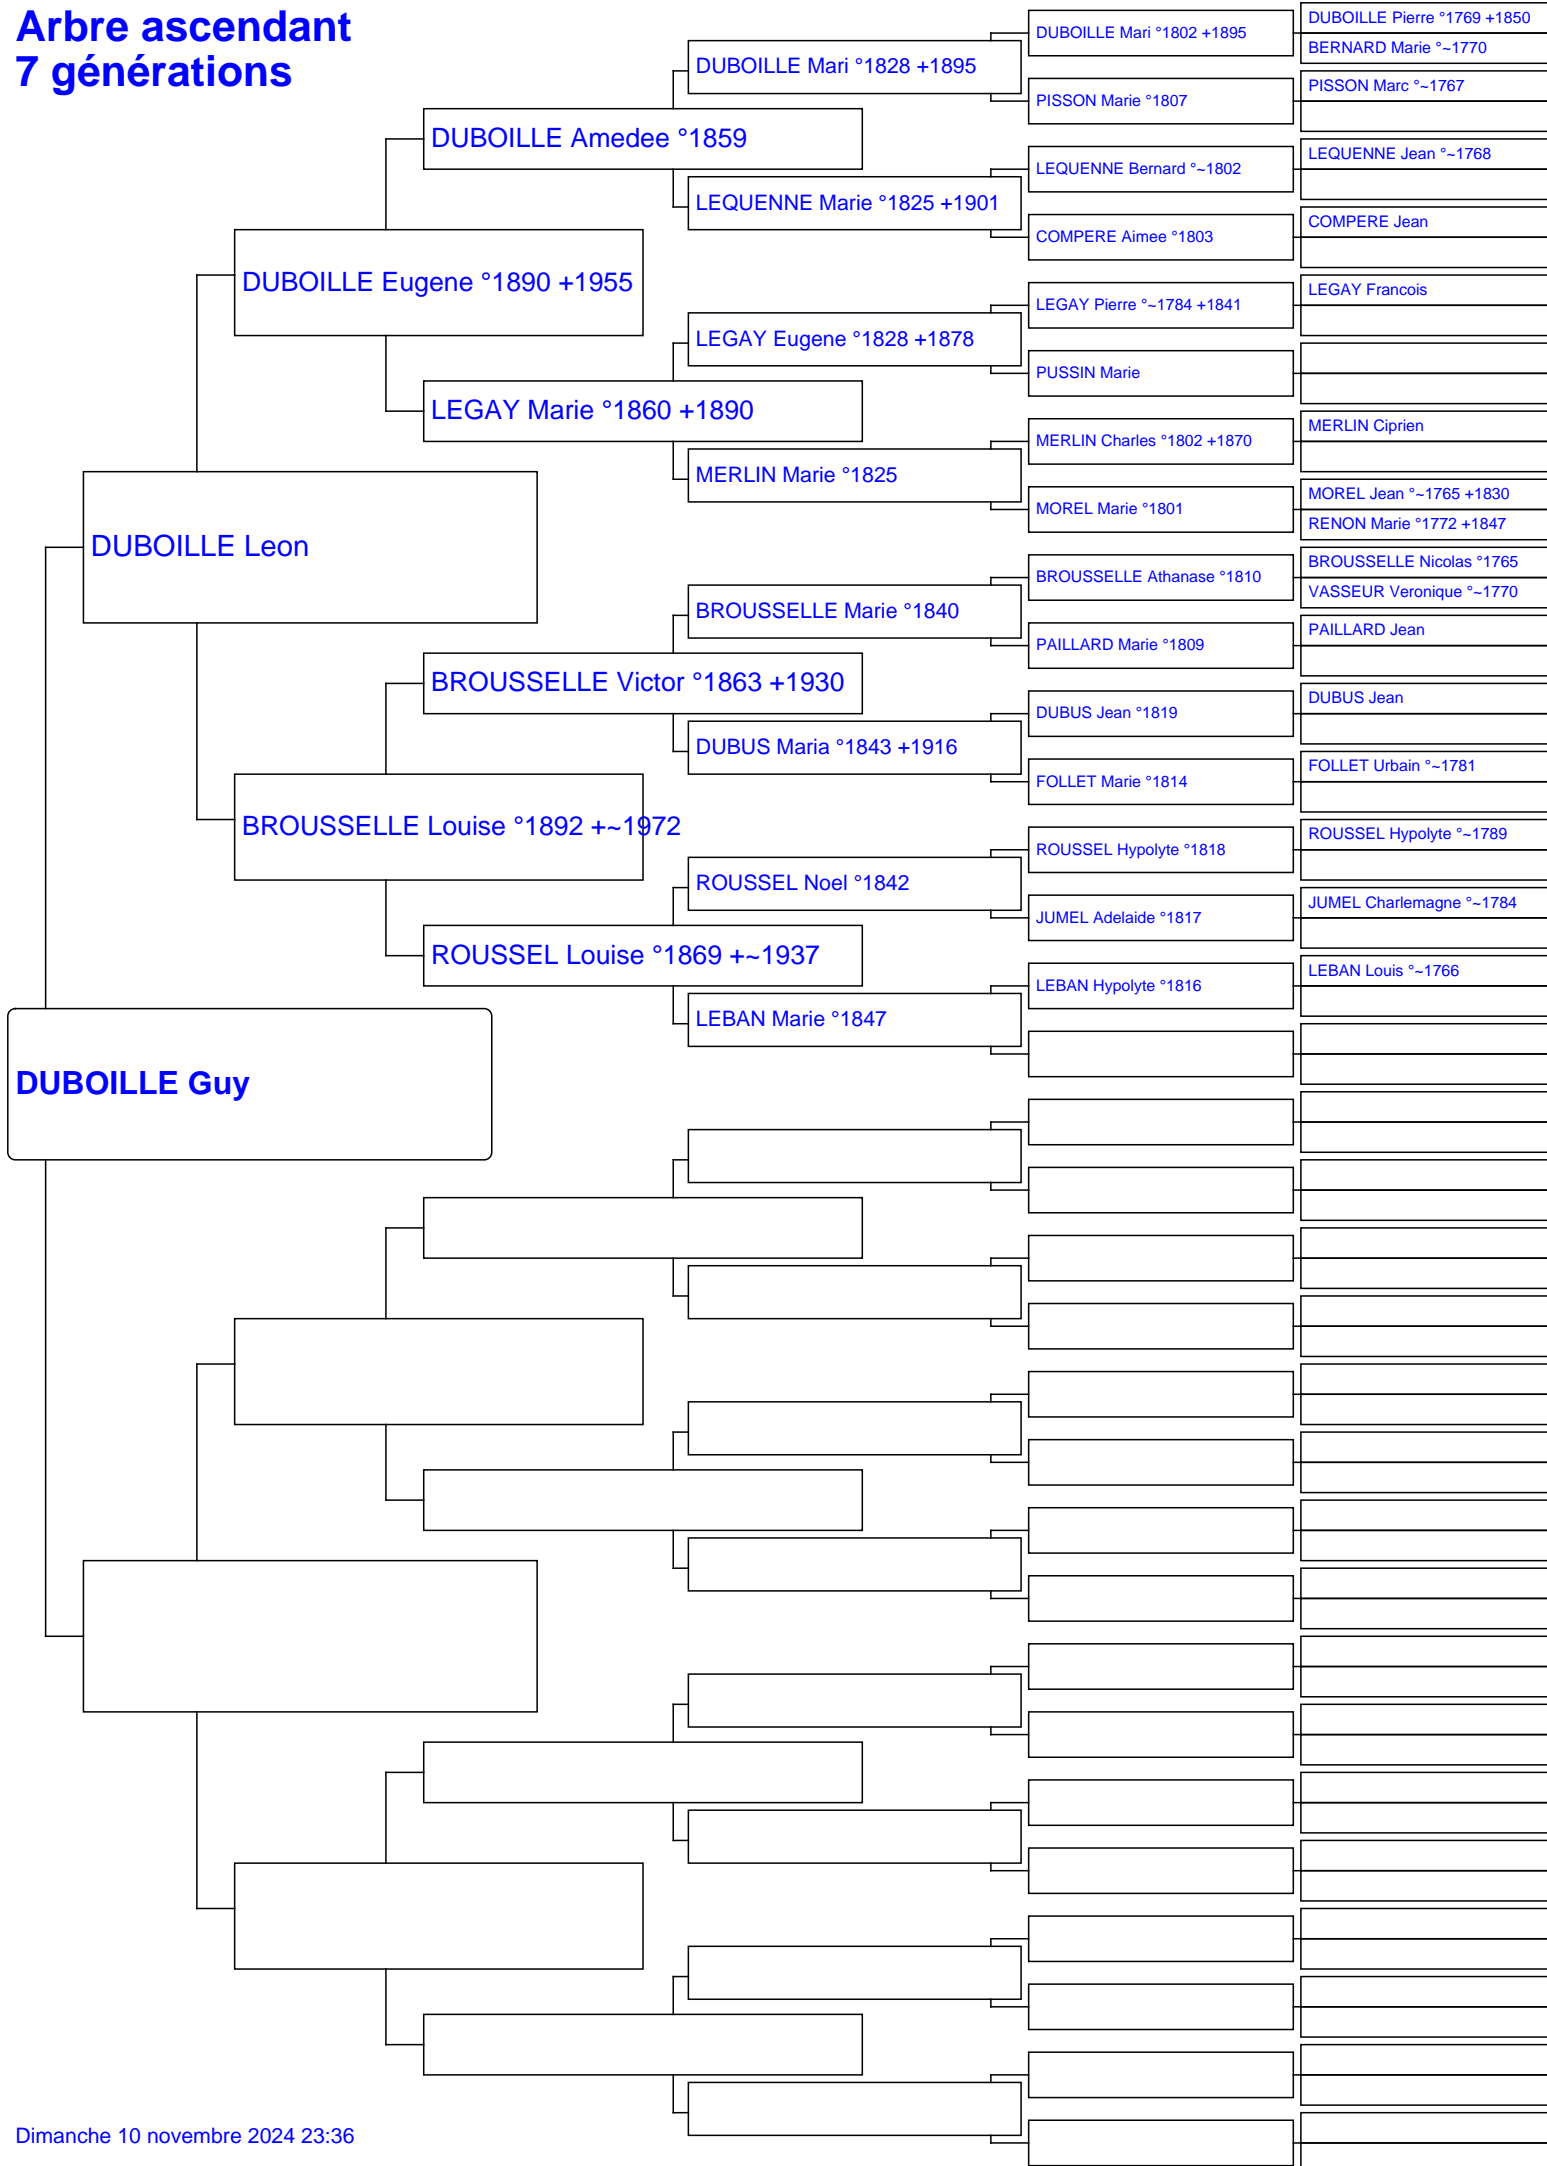 Arbre ascendant
7 générations
DUBOILLE Guy
DUBOILLE Leon
DUBOILLE Eugene °1890 +1955
BROUSSELLE Louise °1892 +~1972
DUBOILLE Amedee °1859
LEGAY Marie °1860 +1890
BROUSSELLE Victor °1863 +1930
ROUSSEL Louise °1869 +~1937
DUBOILLE Mari °1828 +1895
LEQUENNE Marie °1825 +1901
LEGAY Eugene °1828 +1878
MERLIN Marie °1825
BROUSSELLE Marie °1840
DUBUS Maria °1843 +1916
ROUSSEL Noel °1842
LEBAN Marie °1847
DUBOILLE Mari °1802 +1895
PISSON Marie °1807
LEQUENNE Bernard °~1802
COMPERE Aimee °1803
LEGAY Pierre °~1784 +1841
PUSSIN Marie
MERLIN Charles °1802 +1870
MOREL Marie °1801
BROUSSELLE Athanase °1810
PAILLARD Marie °1809
DUBUS Jean °1819
FOLLET Marie °1814
ROUSSEL Hypolyte °1818
JUMEL Adelaide °1817
LEBAN Hypolyte °1816
DUBOILLE Pierre °1769 +1850
BERNARD Marie °~1770
PISSON Marc °~1767
LEQUENNE Jean °~1768
COMPERE Jean
LEGAY Francois
MERLIN Ciprien
MOREL Jean °~1765 +1830
RENON Marie °1772 +1847
BROUSSELLE Nicolas °1765
VASSEUR Veronique °~1770
PAILLARD Jean
DUBUS Jean
FOLLET Urbain °~1781
ROUSSEL Hypolyte °~1789
JUMEL Charlemagne °~1784
LEBAN Louis °~1766
Dimanche 10 novembre 2024 23:36